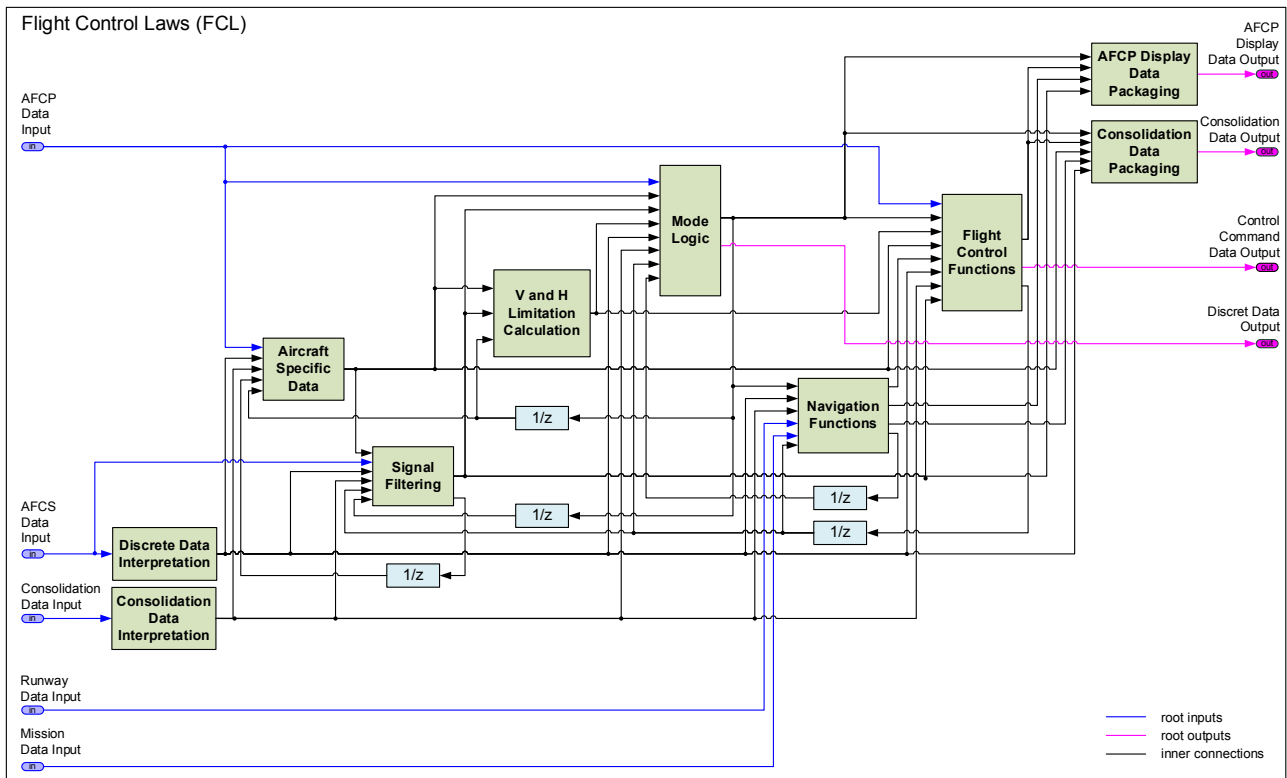 Flight Control Laws (FCL)
AFCP
Display
Data Output
out
AFCP Display
Data
Packaging
AFCP
Data
Input
in
Consolidation
Data Output
out
Consolidation
Data
Packaging
Mode
Logic
Flight
Control
Functions
Control
Command
Data Output
out
V and H
Limitation
Calculation
Discret Data
Output
out
Aircraft
Specific
Data
1/z
Navigation
Functions
Signal
Filtering
1/z
1/z
1/z
AFCS
Data
Input
in
Discrete Data
Interpretation
1/z
Consolidation
Data Input
in
Consolidation
Data
Interpretation
Runway
Data Input
in
Mission
Data Input
in
root inputs
root outputs
inner connections